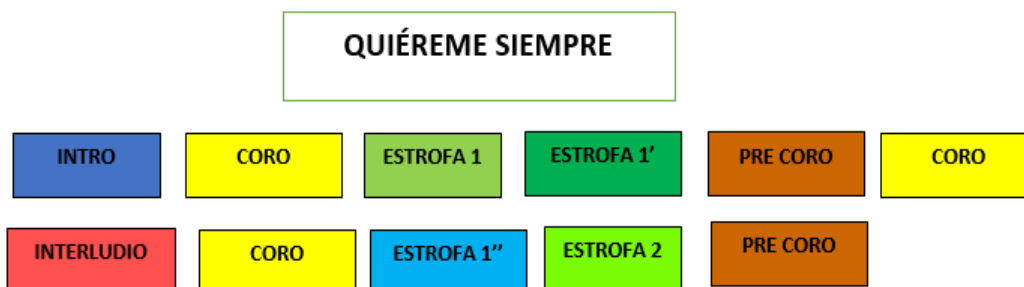 QUIÉREME SIEMPRE
INTRO CORO ESTROFA 1 ESTROFA 1’ PRE CORO CORO
INTERLUDIO CORO ESTROFA 1’’ ESTROFA 2 PRE CORO